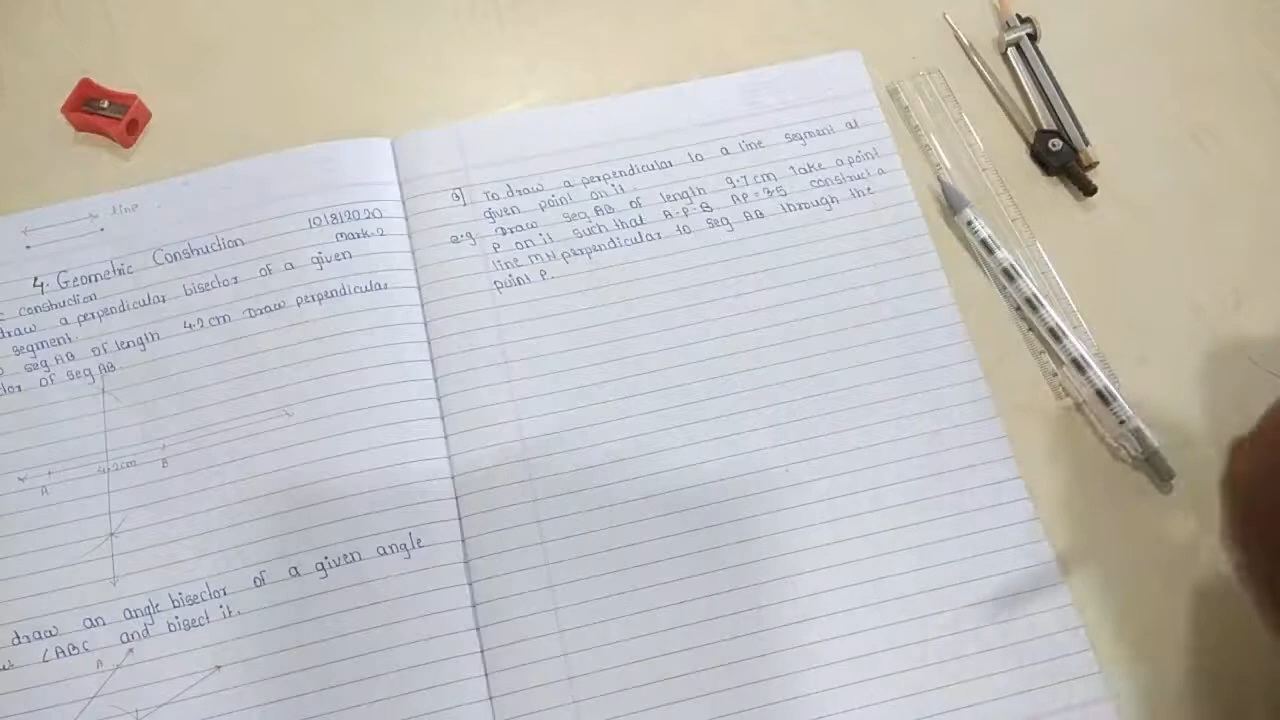 line
10/8/2020
Mark-2
4. Geometric Construction
construction
draw a perpendicular bisector of a given
segment.
seg AB of length 4.2 cm Draw perpendicular
of seg AB.
4.2cm
A
B
draw an angle bisector of a given angle
∠ABC and bisect it.
A
To draw a perpendicular to a line segment at
given point on it.
e.g. Draw seg AB of length 9.7 cm Take a point
P on it such that A-P-B AP=3.5 construct a
line MN perpendicular to seg AB through the
point P.